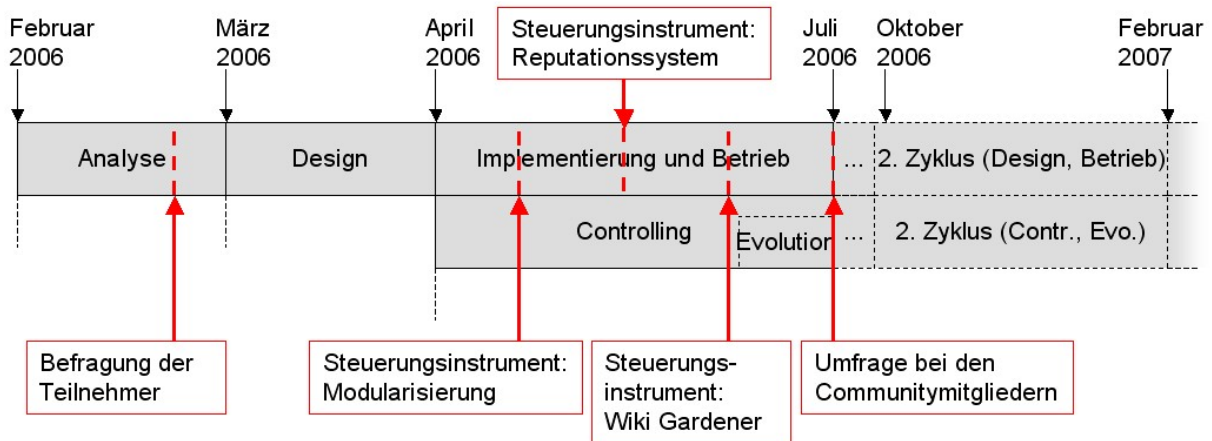 Februar
2006
März
2006
April
2006
Steuerungsinstrument:
Reputationssystem
Juli
2006
Oktober
2006
Februar
2007
Analyse
Design
Implementierung und Betrieb
...
2. Zyklus (Design, Betrieb)
Controlling
Evolution
...
2. Zyklus (Contr., Evo.)
Befragung der
Teilnehmer
Steuerungsinstrument:
Modularisierung
Steuerungs-
instrument:
Wiki Gardener
Umfrage bei den
Communitymitgliedern